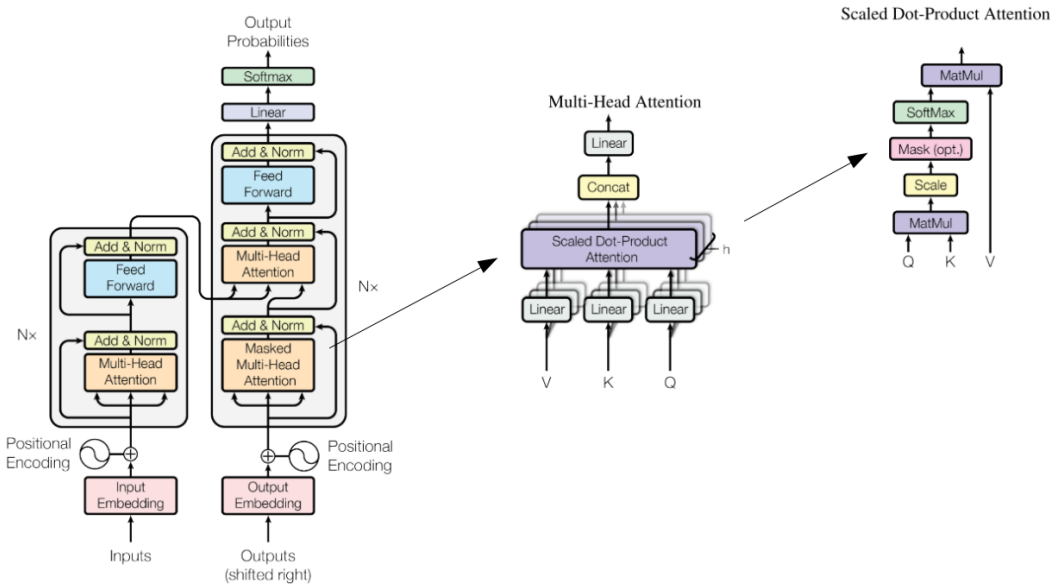 Output
Probabilities
Softmax
Linear
Add & Norm
Feed
Forward
Add & Norm
Multi-Head
Attention
Add & Norm
Masked
Multi-Head
Attention
N×
Positional
Encoding
Output
Embedding
Outputs
(shifted right)
Add & Norm
Feed
Forward
N×
Add & Norm
Multi-Head
Attention
Positional
Encoding
Input
Embedding
Inputs
Multi-Head Attention
Linear
Concat
Scaled Dot-Product
Attention
h
Linear
Linear
Linear
V
K
Q
Scaled Dot-Product Attention
MatMul
SoftMax
Mask (opt.)
Scale
MatMul
Q
K
V